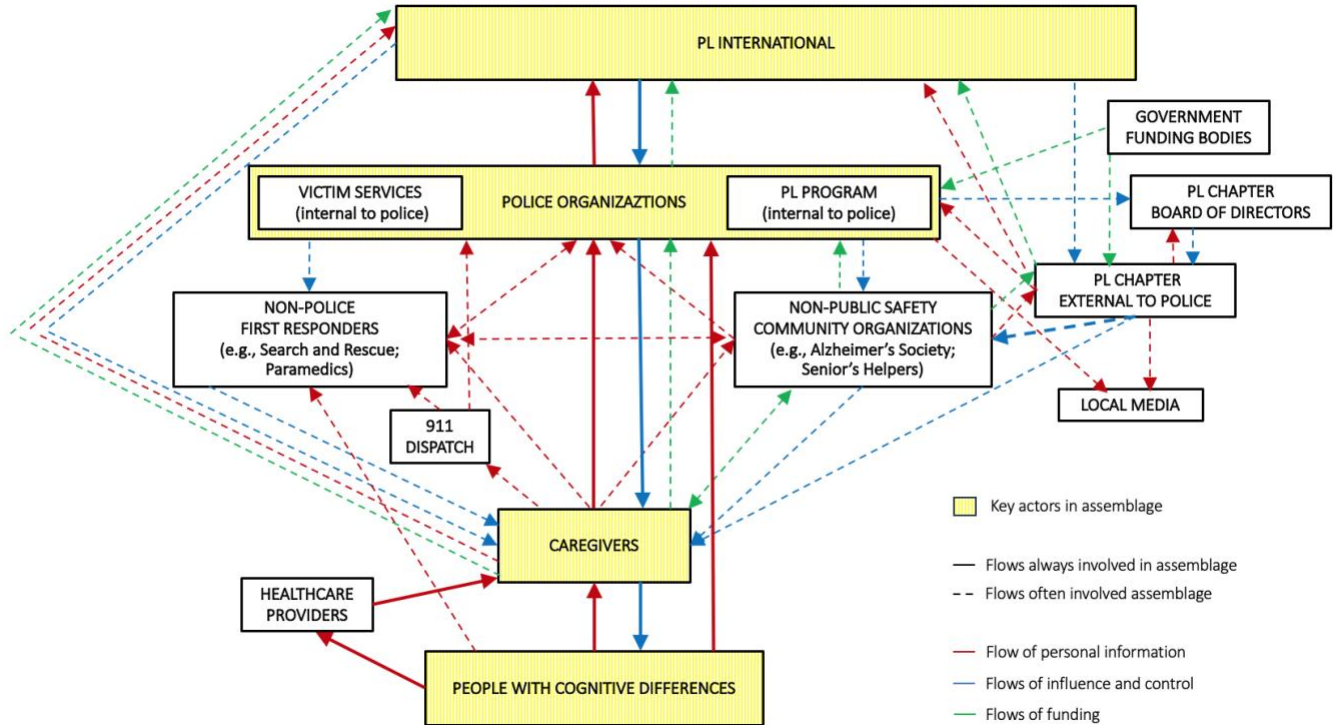 PL INTERNATIONAL
GOVERNMENT
FUNDING BODIES
VICTIM SERVICES
(internal to police)
POLICE ORGANIZAZTIONS
PL PROGRAM
(internal to police)
PL CHAPTER
BOARD OF DIRECTORS
NON-POLICE
FIRST RESPONDERS
(e.g., Search and Rescue;
Paramedics)
NON-PUBLIC SAFETY
COMMUNITY ORGANIZATIONS
(e.g., Alzheimer’s Society;
Senior’s Helpers)
PL CHAPTER
EXTERNAL TO POLICE
LOCAL MEDIA
911
DISPATCH
CAREGIVERS
HEALTHCARE
PROVIDERS
PEOPLE WITH COGNITIVE DIFFERENCES
Key actors in assemblage
Flows always involved in assemblage
Flows often involved assemblage
Flow of personal information
Flows of influence and control
Flows of funding